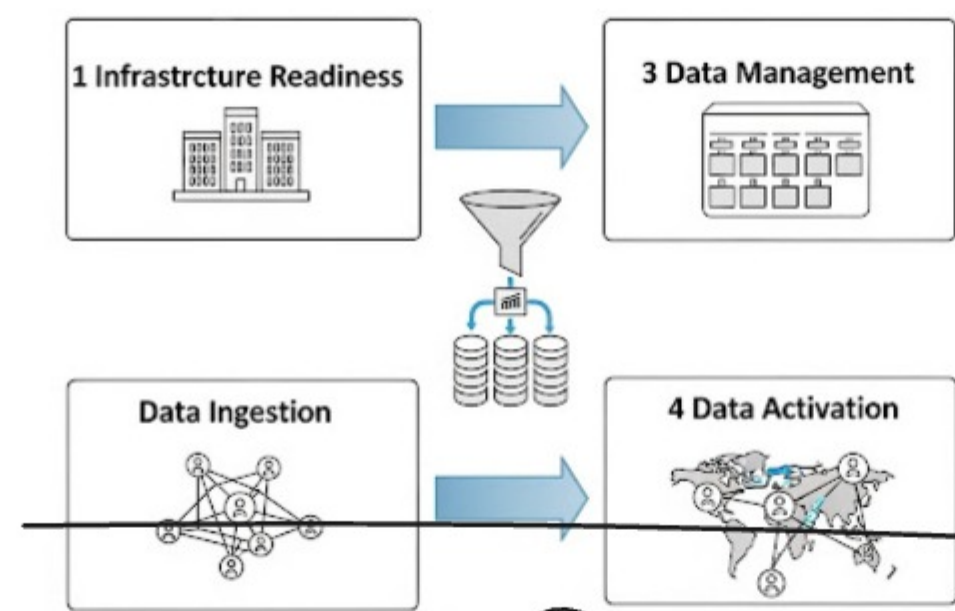 1 Infrastrcture Readiness
3 Data Management
Data Ingestion
4 Data Activation